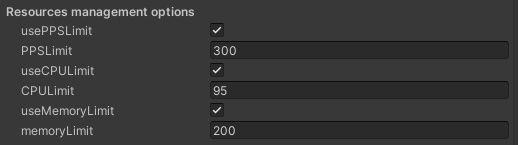 Resources management options
usePPSLimit
PPSLimit 300
useCPULimit
CPULimit 95
useMemoryLimit
memoryLimit 200